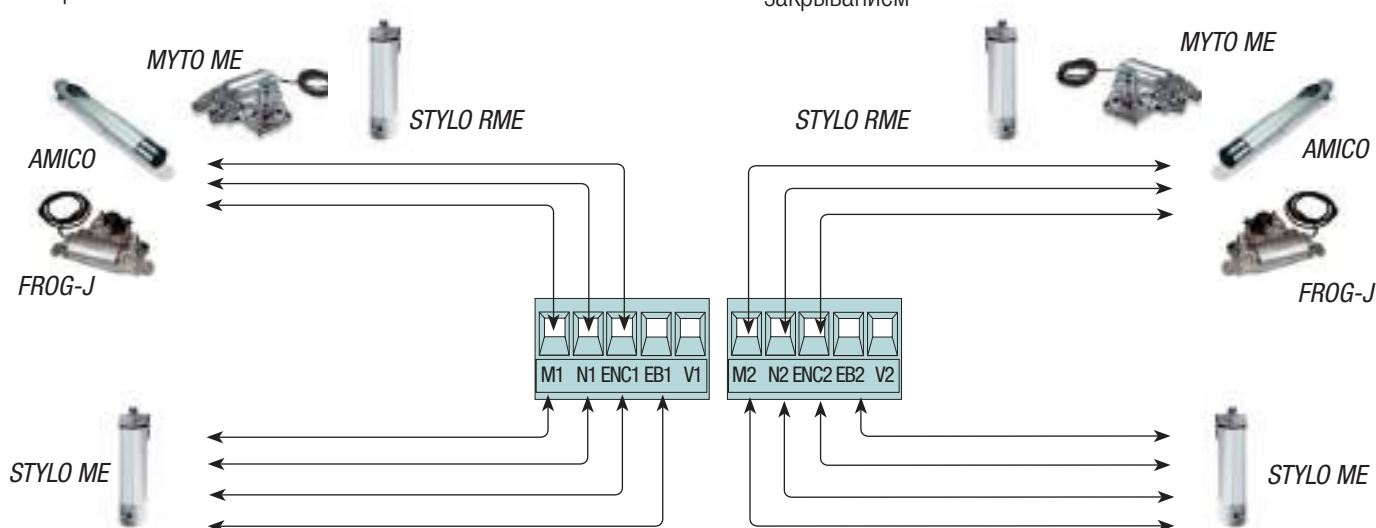 закрыванием
MYTO ME
STYLO RME
AMICO
FROG-J
STYLO RME
MYTO ME
AMICO
FROG-J
M1 N1 ENC1 EB1 V1
M2 N2 ENC2 EB2 V2
STYLO ME
STYLO ME